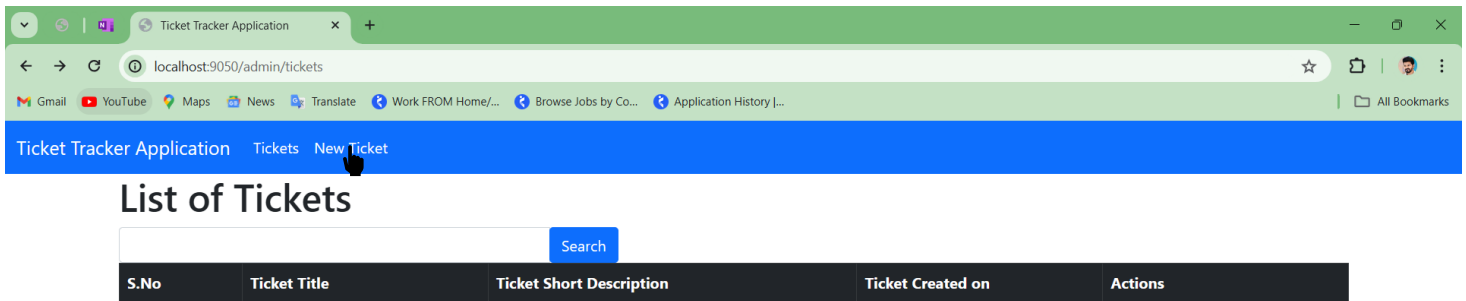 Ticket Tracker Application
localhost:9050/admin/tickets
Gmail YouTube Maps News Translate Work FROM Home/... Browse Jobs by Co... Application History |... All Bookmarks
Ticket Tracker Application Tickets New Ticket
List of Tickets
Search
S.No Ticket Title Ticket Short Description Ticket Created on Actions